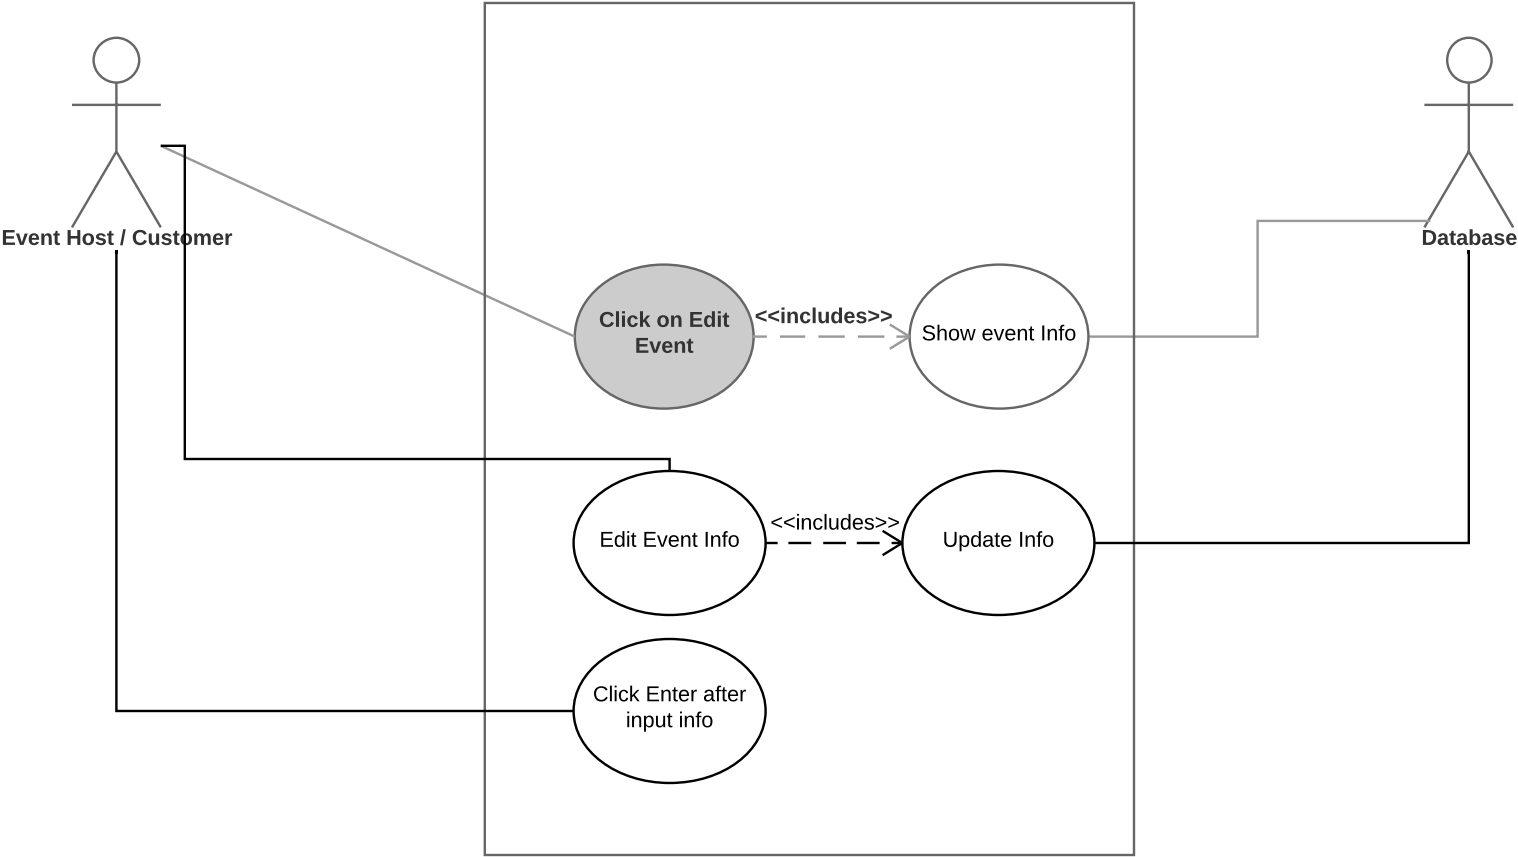 Event Host / Customer
Database
Click on Edit
Event
<<includes>>
Show event Info
Edit Event Info
<<includes>>
Update Info
Click Enter after
input info